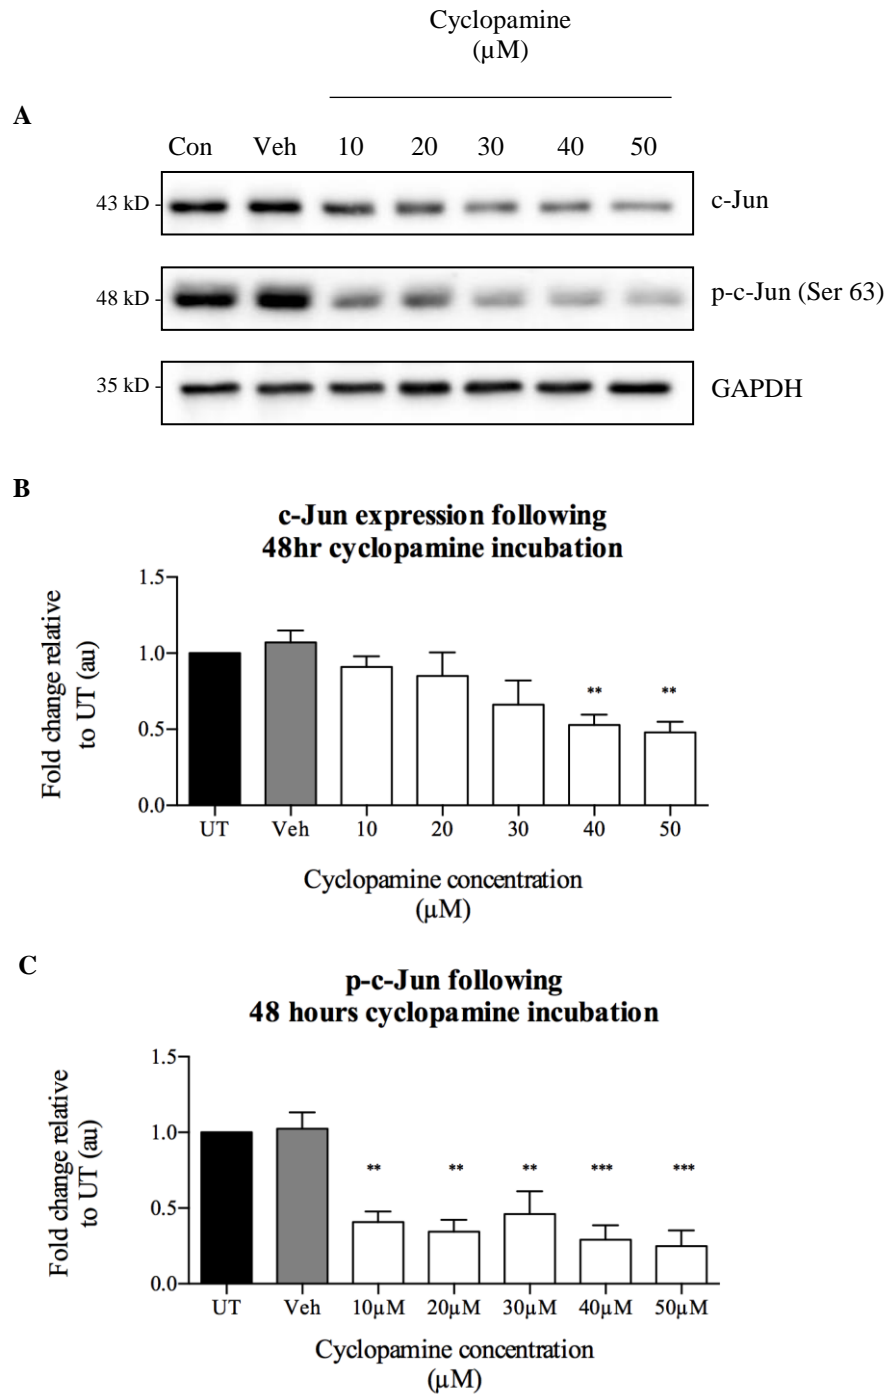 Cyclopamine
(µM)
A
Con Veh 10 20 30 40 50
43 kD - c-Jun
48 kD - p-c-Jun (Ser 63)
35 kD - GAPDH
B
c-Jun expression following
48hr cyclopamine incubation
Fold change relative
to UT (au)
1.5
1.0
0.5
0.0
** **
UT Veh 10 20 30 40 50
Cyclopamine concentration
(µM)
C
p-c-Jun following
48 hours cyclopamine incubation
Fold change relative
to UT (au)
1.5
1.0
0.5
0.0
** ** ** *** ***
UT Veh 10µM 20µM 30µM 40µM 50µM
Cyclopamine concentration
(µM)